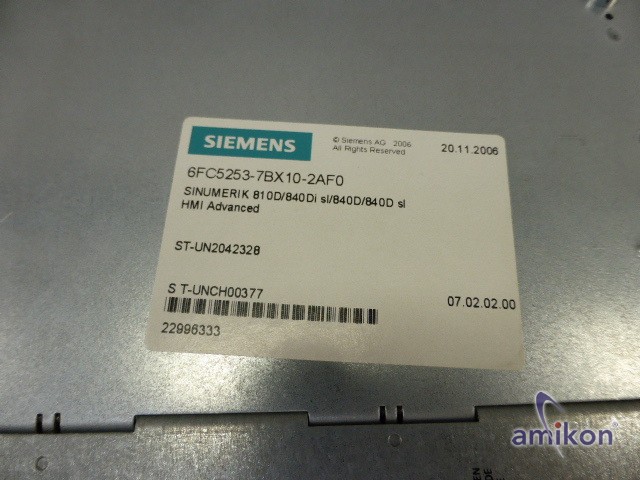 SIEMENS
© Siemens AG 2006
All Rights Reserved.
20.11.2006
6FC5253-7BX10-2AF0
SINUMERIK 810D/840Di sl/840D/840D sl
HMI Advanced
ST-UN2042328
S T-UNCH00377
07.02.02.00
22996333
amikon